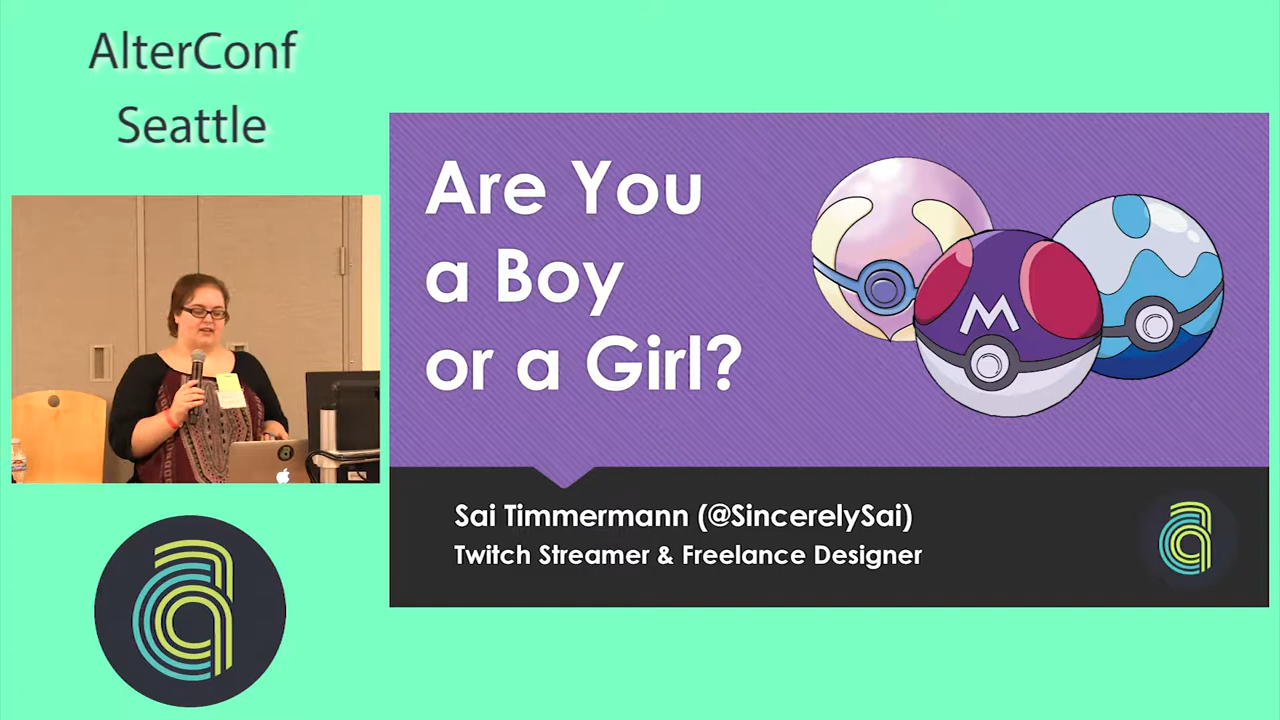 AlterConf
Seattle
Are You
a Boy
or a Girl?
M
Sai Timmermann (@SincerelySai)
Twitch Streamer & Freelance Designer